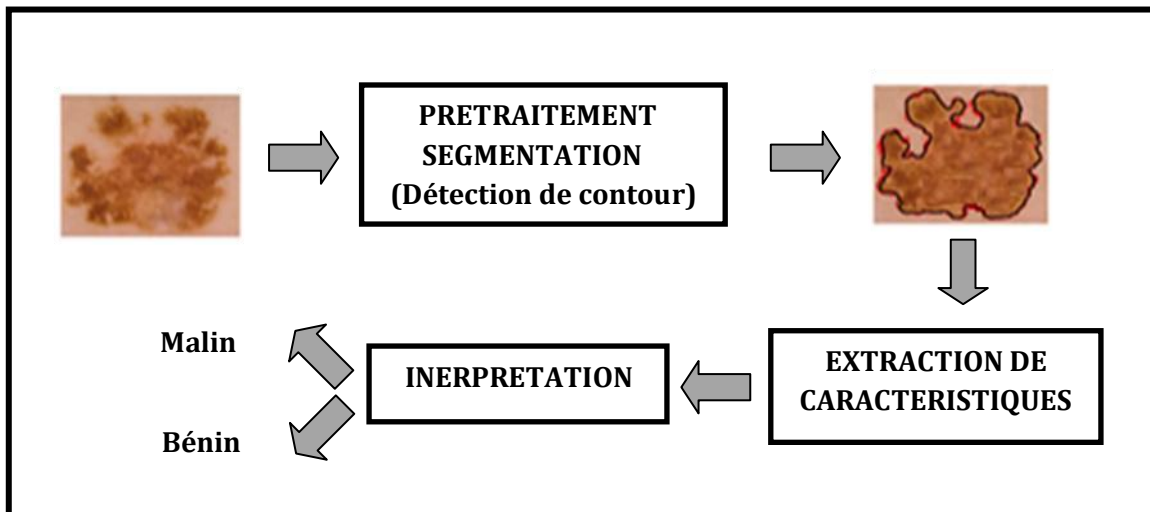 PRETRAITEMENT
SEGMENTATION
(Détection de contour)
EXTRACTION DE
CARACTERISTIQUES
INERPRETATION
Malin
Bénin